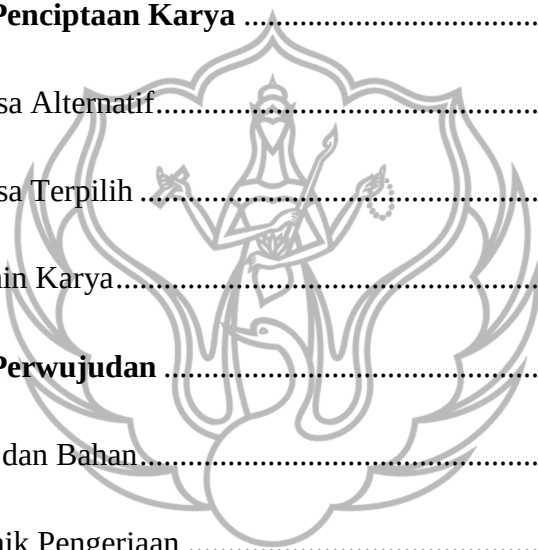 Penciptaan Karya ....................................
sa Alternatif...............................................
sa Terpilih .................................................
in Karya....................................................
Perwujudan ..............................................
dan Bahan.................................................
nik Pengerjaan ..........................................